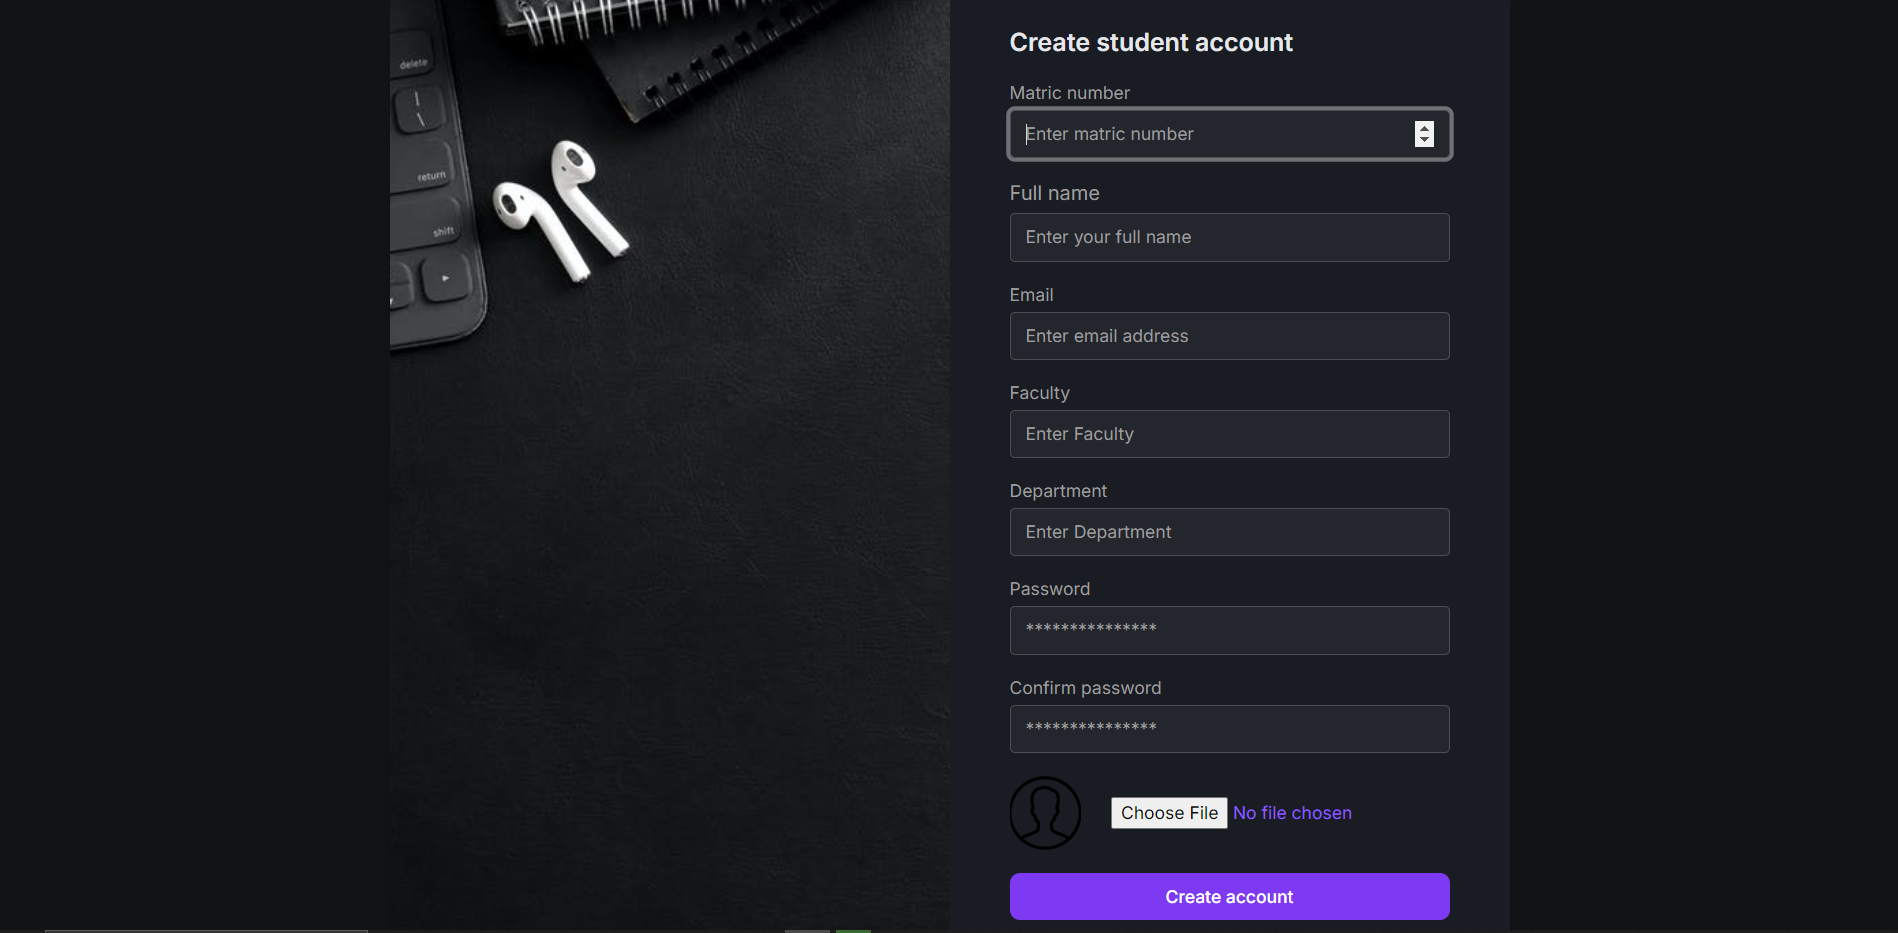 delete
return
shift
Create student account
Matric number
Enter matric number
Full name
Enter your full name
Email
Enter email address
Faculty
Enter Faculty
Department
Enter Department
Password
***************
Confirm password
***************
Choose File No file chosen
Create account